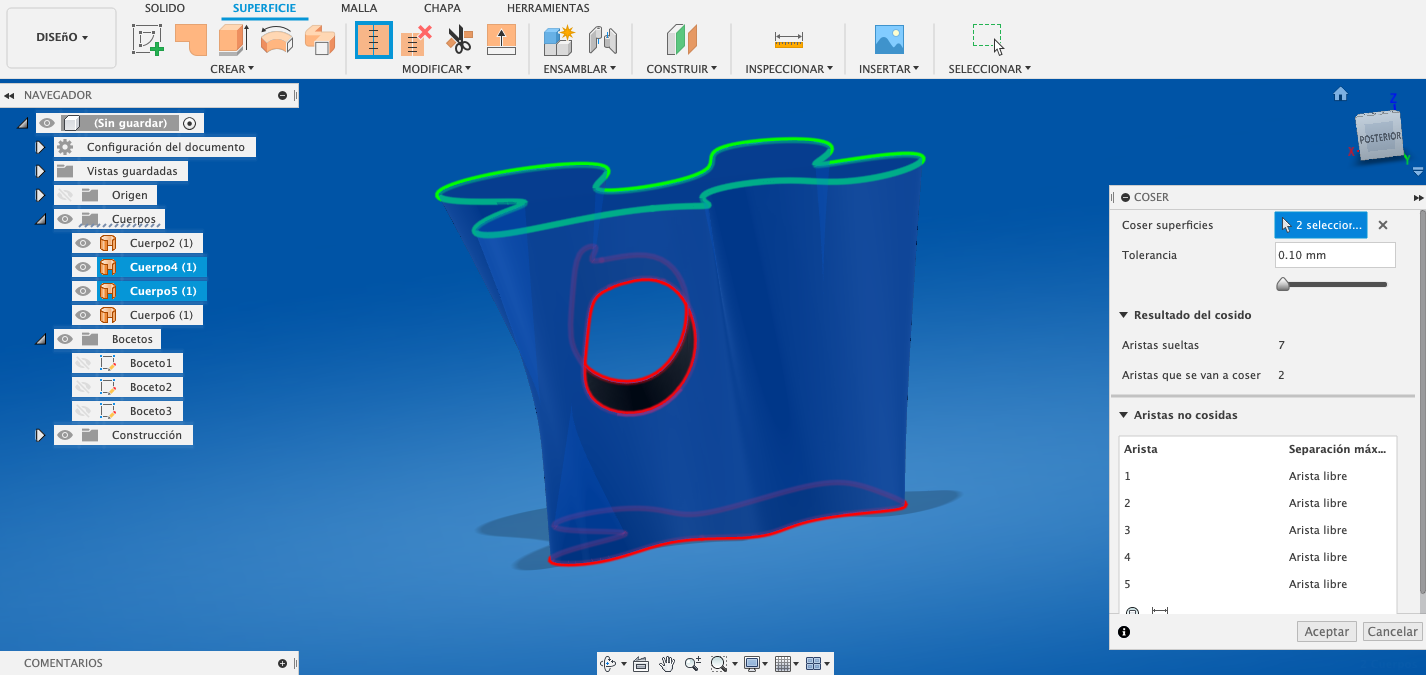 SOLIDO SUPERFICIE MALLA CHAPA HERRAMIENTAS
DISEñO
CREAR MODIFICAR ENSAMBLAR CONSTRUIR INSPECCIONAR INSERTAR SELECCIONAR
NAVEGADOR
(Sin guardar)
Configuración del documento
Vistas guardadas
Origen
Cuerpos
Cuerpo2 (1)
Cuerpo4 (1)
Cuerpo5 (1)
Cuerpo6 (1)
Bocetos
Boceto1
Boceto2
Boceto3
Construcción
Z
POSTERIOR
X
Y
COSER
Coser superficies 2 seleccior...
Tolerancia 0.10 mm
Resultado del cosido
Aristas sueltas 7
Aristas que se van a coser 2
Aristas no cosidas
Arista Separación máx...
1 Arista libre
2 Arista libre
3 Arista libre
4 Arista libre
5 Arista libre
Aceptar Cancelar
COMENTARIOS